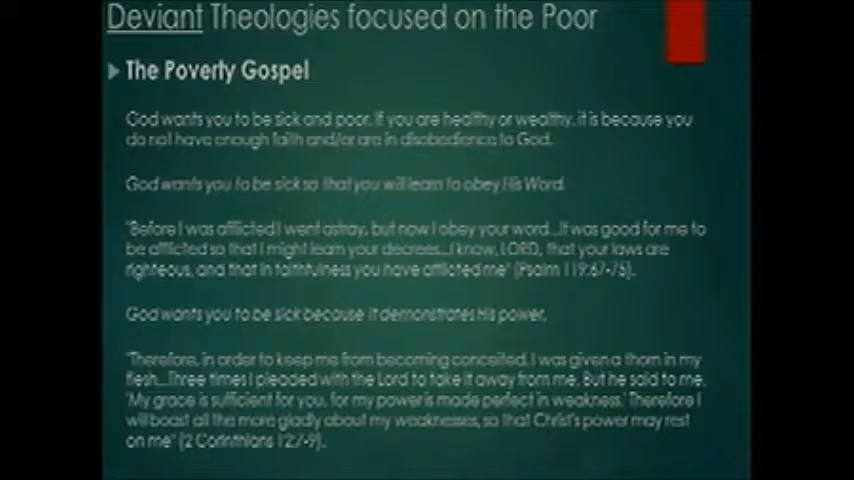 Deviant Theologies focused on the Poor
The Poverty Gospel
God wants you to be sick and poor. If you are healthy or wealthy, it is because you
do not have enough faith and/or are in disobedience to God.
God wants you to be sick so that you will learn to obey His Word.
"Before I was afflicted I went astray, but now I obey your word...It was good for me to
be afflicted so that I might learn your decrees...I know, LORD, that your laws are
righteous, and that in faithfulness you have afflicted me" (Psalm 119:67-75).
God wants you to be sick because it demonstrates His power.
"Therefore, in order to keep me from becoming conceited, I was given a thorn in my
flesh...Three times I pleaded with the Lord to take it away from me. But he said to me,
'My grace is sufficient for you, for my power is made perfect in weakness.' Therefore I
will boast all the more gladly about my weaknesses, so that Christ's power may rest
on me" (2 Corinthians 12:7-9).